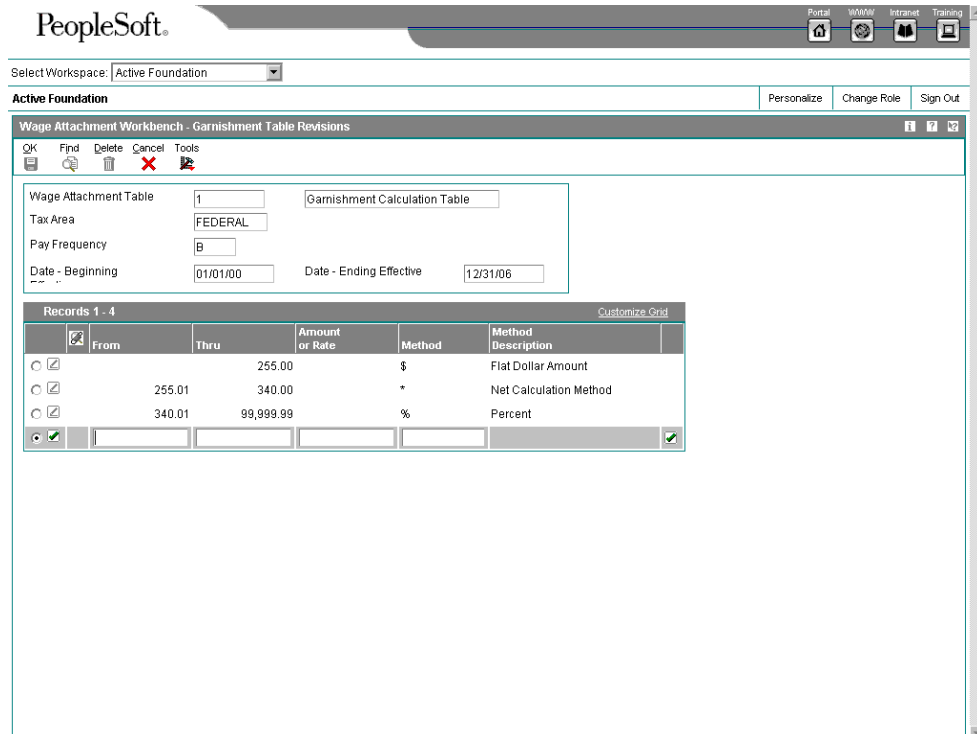 PeopleSoft.
Portal WWW Intranet Training
Select Workspace: Active Foundation
Active Foundation Personalize Change Role Sign Out
Wage Attachment Workbench - Garnishment Table Revisions
OK Find Delete Cancel Tools
Wage Attachment Table 1 Garnishment Calculation Table
Tax Area FEDERAL
Pay Frequency B
Date - Beginning 01/01/00 Date - Ending Effective 12/31/06
Records 1 - 4 Customize Grid
From Thru Amount or Rate Method Method Description
255.00 $ Flat Dollar Amount
255.01 340.00 * Net Calculation Method
340.01 99,999.99 % Percent